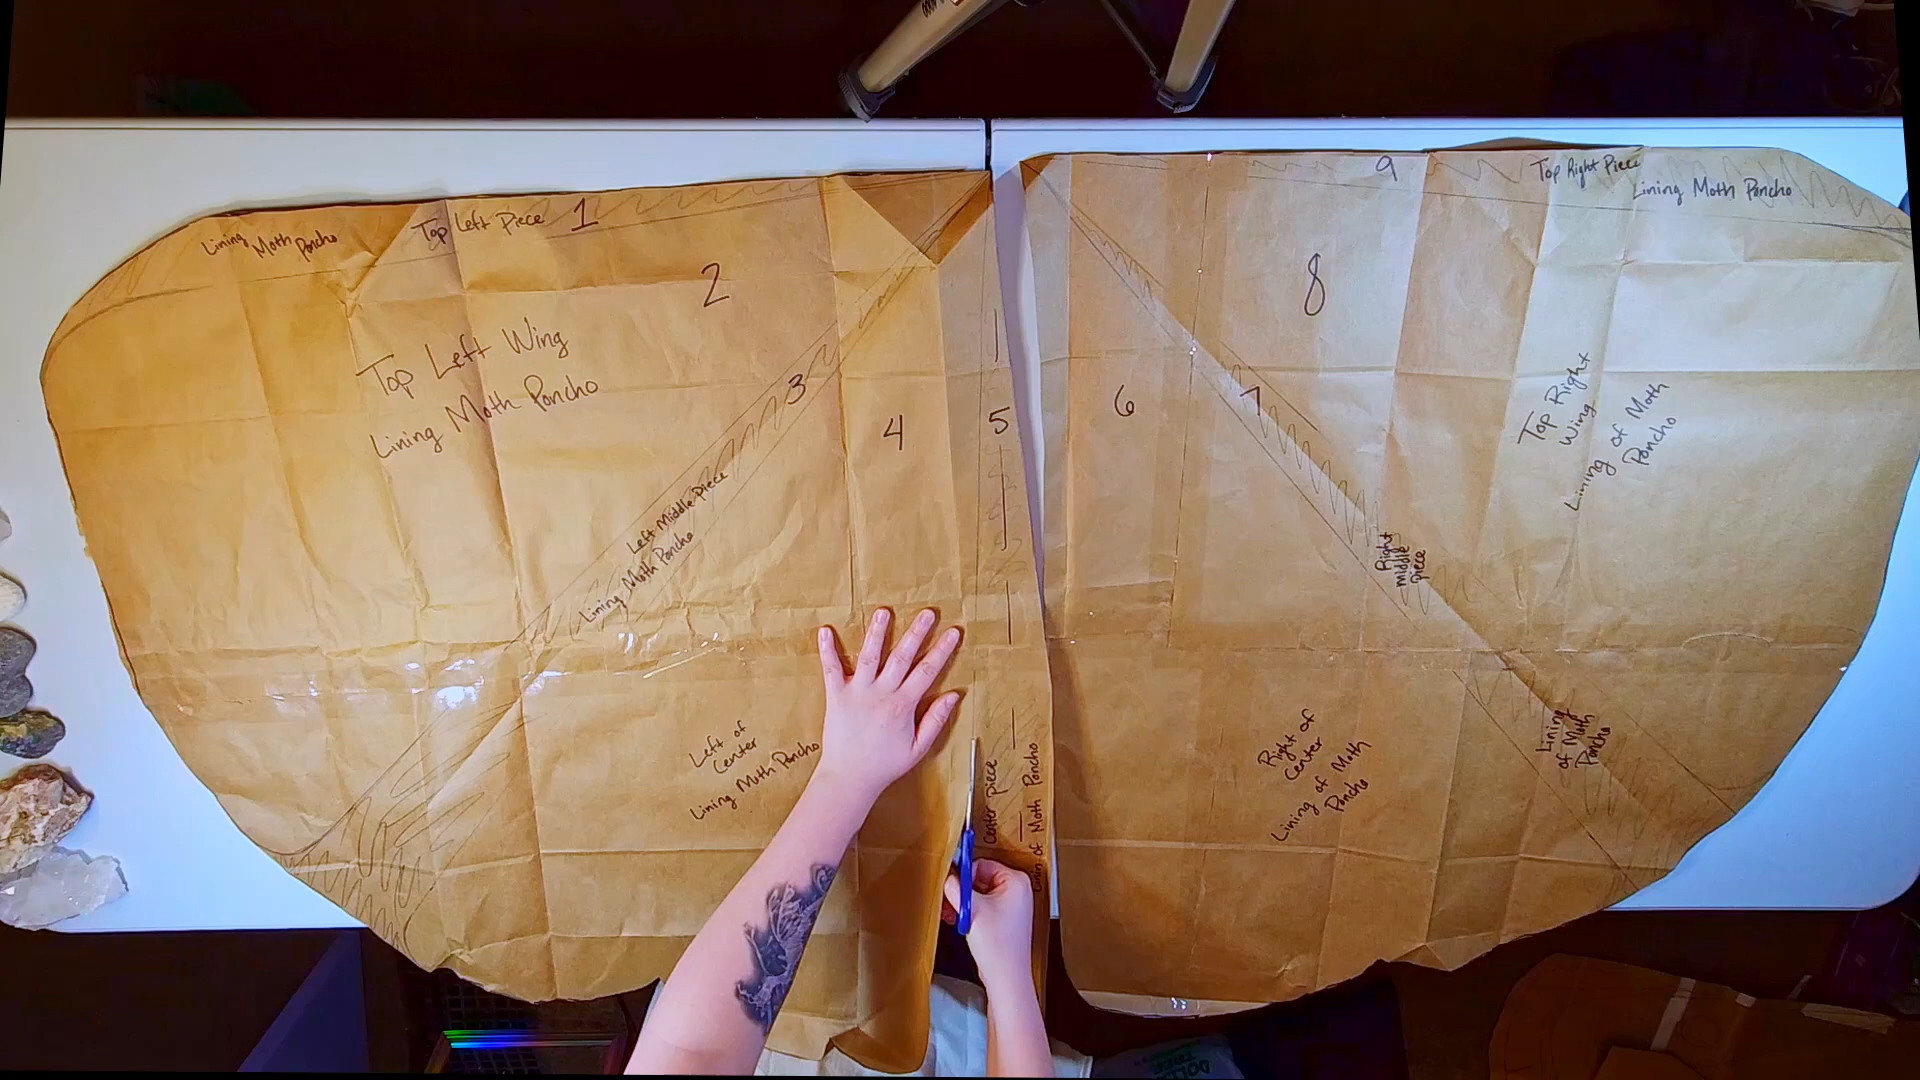 Lining
Moth Poncho
Top Left Piece 1
2
Top Left Wing
Lining Moth Poncho
3
Left Middle Piece
Lining Moth Poncho
4
Left of
Center
Lining Moth Poncho
5
Center piece
of Moth Poncho
6
Right of
Center
Lining of Moth
Poncho
7
Right
Middle
Piece
Lining
of Moth
Poncho
8
Top Right
Wing
Lining of Moth
Poncho
9
Top Right Piece
Lining Moth Poncho